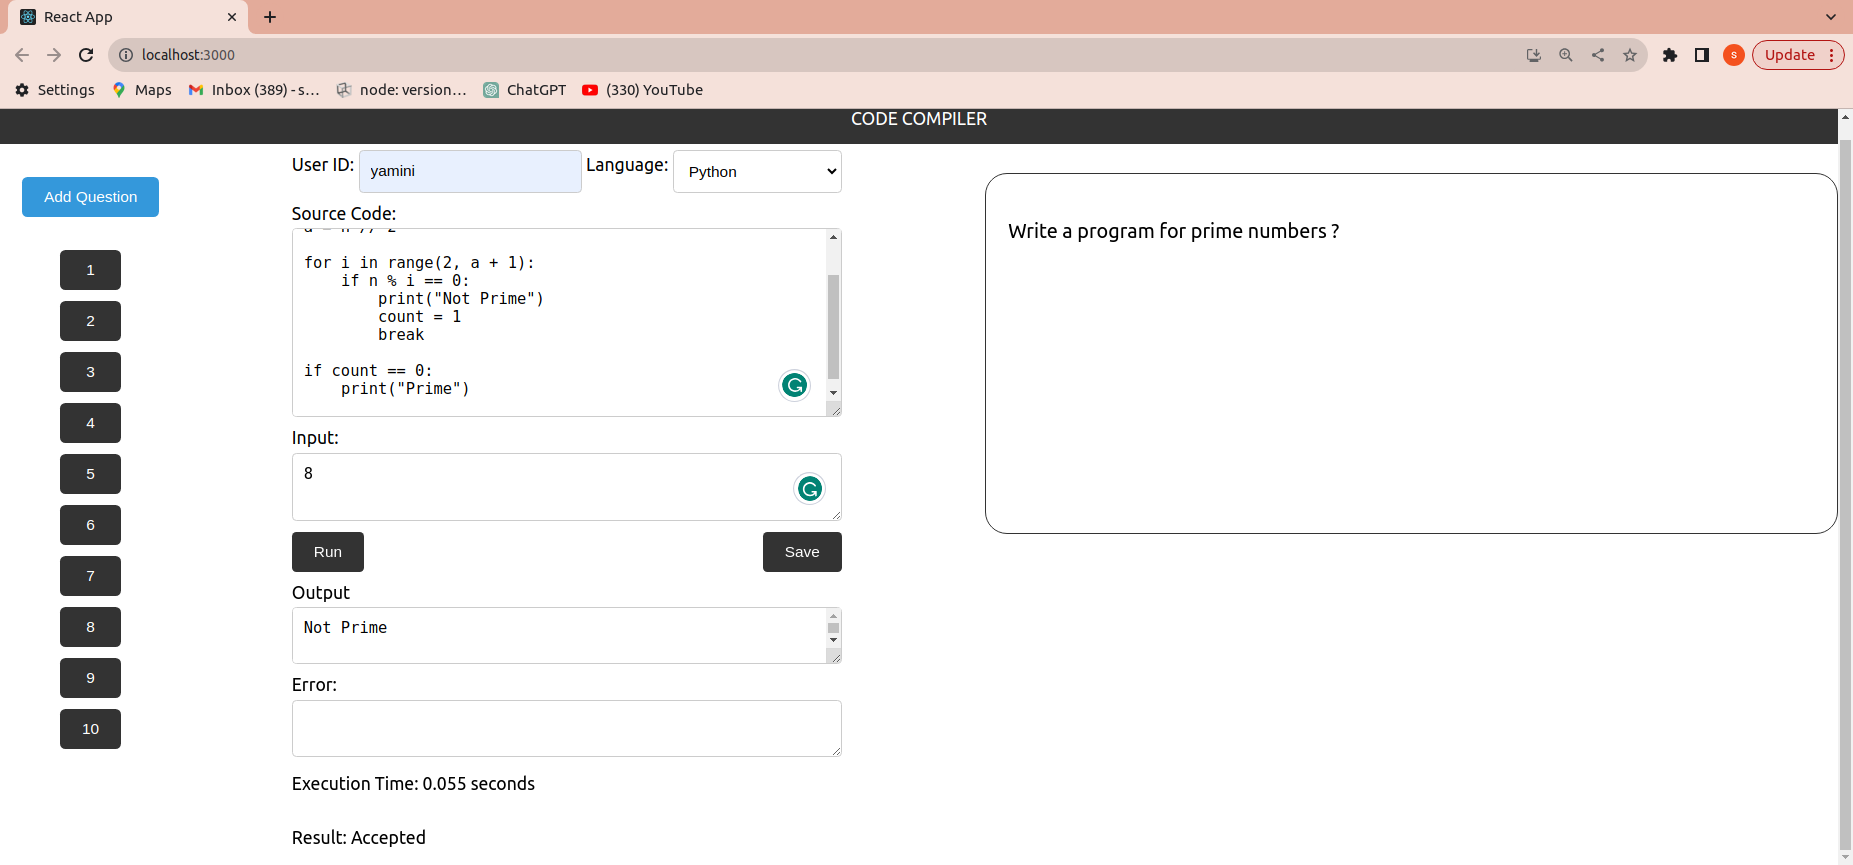 React App
localhost:3000
S
Update
Settings
Maps
Inbox (389) - s...
node: version...
ChatGPT
(330) YouTube
CODE COMPILER
Add Question
1
2
3
4
5
6
7
8
9
10
User ID:
yamini
Language:
Python
Source Code:
a = n // 2
for i in range(2, a + 1):
if n % i == 0:
print("Not Prime")
count = 1
break
if count == 0:
print("Prime")
Input:
8
Run
Save
Output
Not Prime
Error:
Execution Time: 0.055 seconds
Result: Accepted
Write a program for prime numbers ?